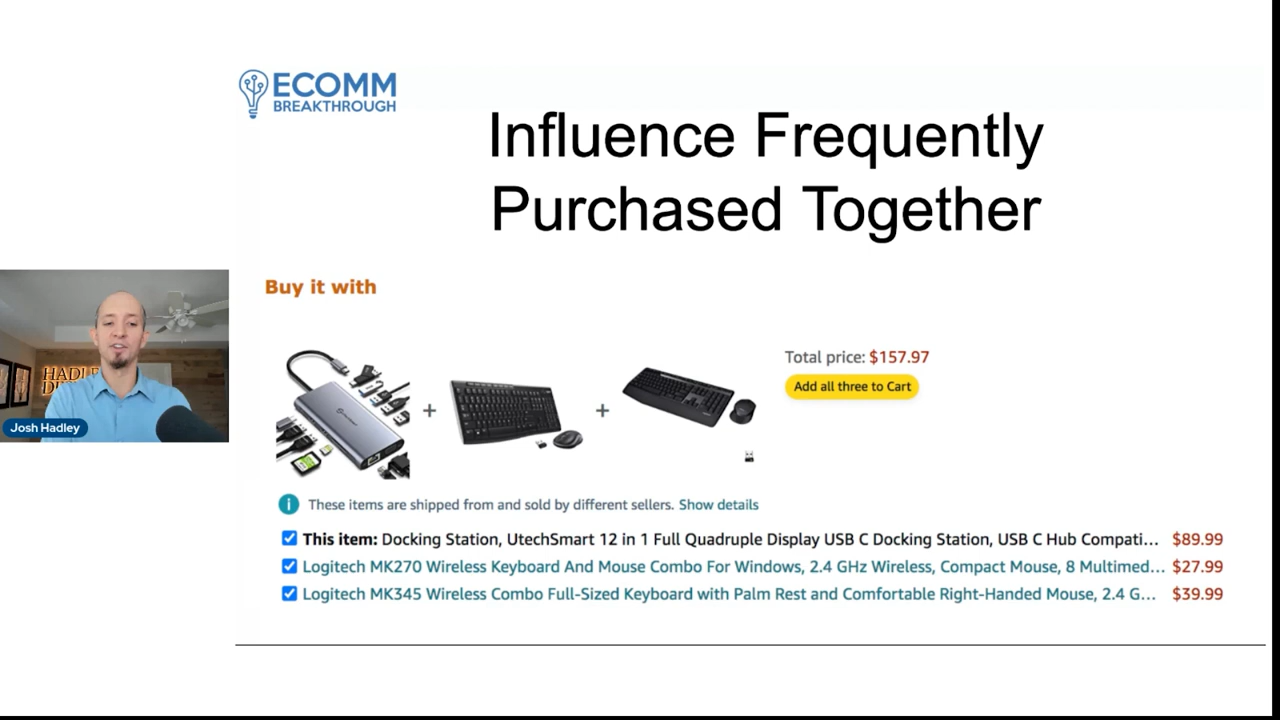 ECOMM
BREAKTHROUGH
Influence Frequently
Purchased Together
Buy it with
Total price: $157.97
Add all three to Cart
+
+
HADLE
Josh Hadley
i These items are shipped from and sold by different sellers. Show details
This item: Docking Station, UtechSmart 12 in 1 Full Quadruple Display USB C Docking Station, USB C Hub Compati... $89.99
Logitech MK270 Wireless Keyboard And Mouse Combo For Windows, 2.4 GHz Wireless, Compact Mouse, 8 Multimed... $27.99
Logitech MK345 Wireless Combo Full-Sized Keyboard with Palm Rest and Comfortable Right-Handed Mouse, 2.4 G... $39.99